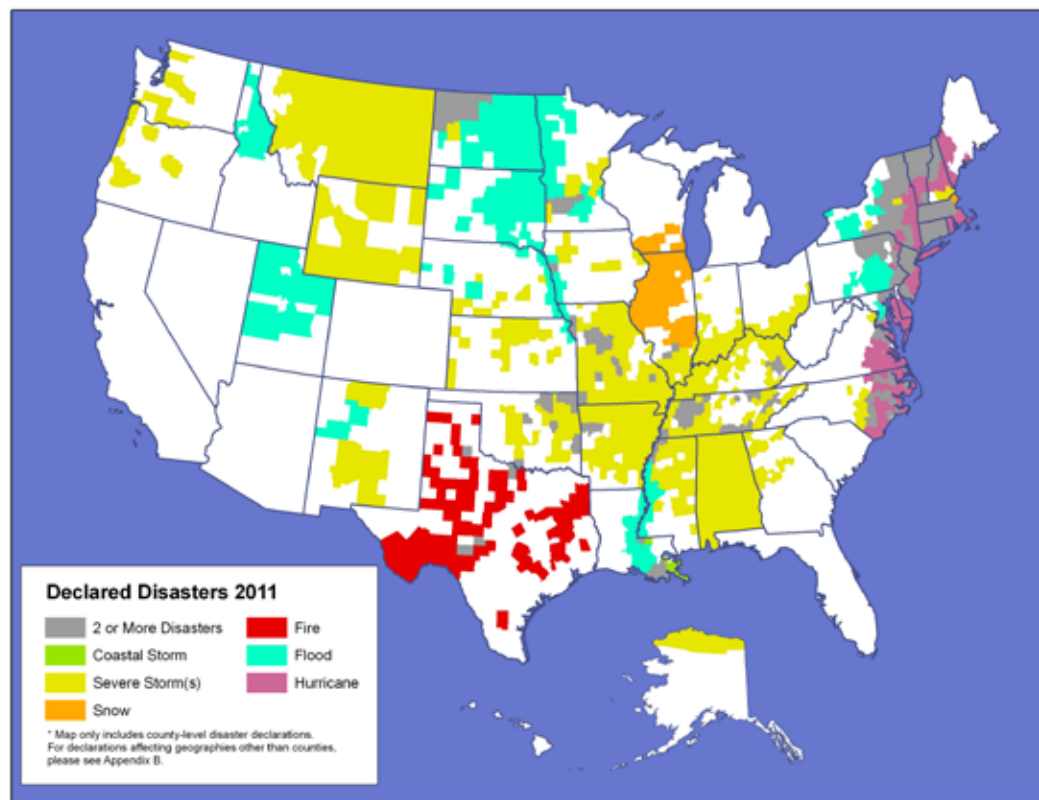 Declared Disasters 2011
2 or More Disasters
Coastal Storm
Severe Storm(s)
Snow
Fire
Flood
Hurricane
* Map only includes county-level disaster declarations.
For declarations affecting geographies other than counties,
please see Appendix B.